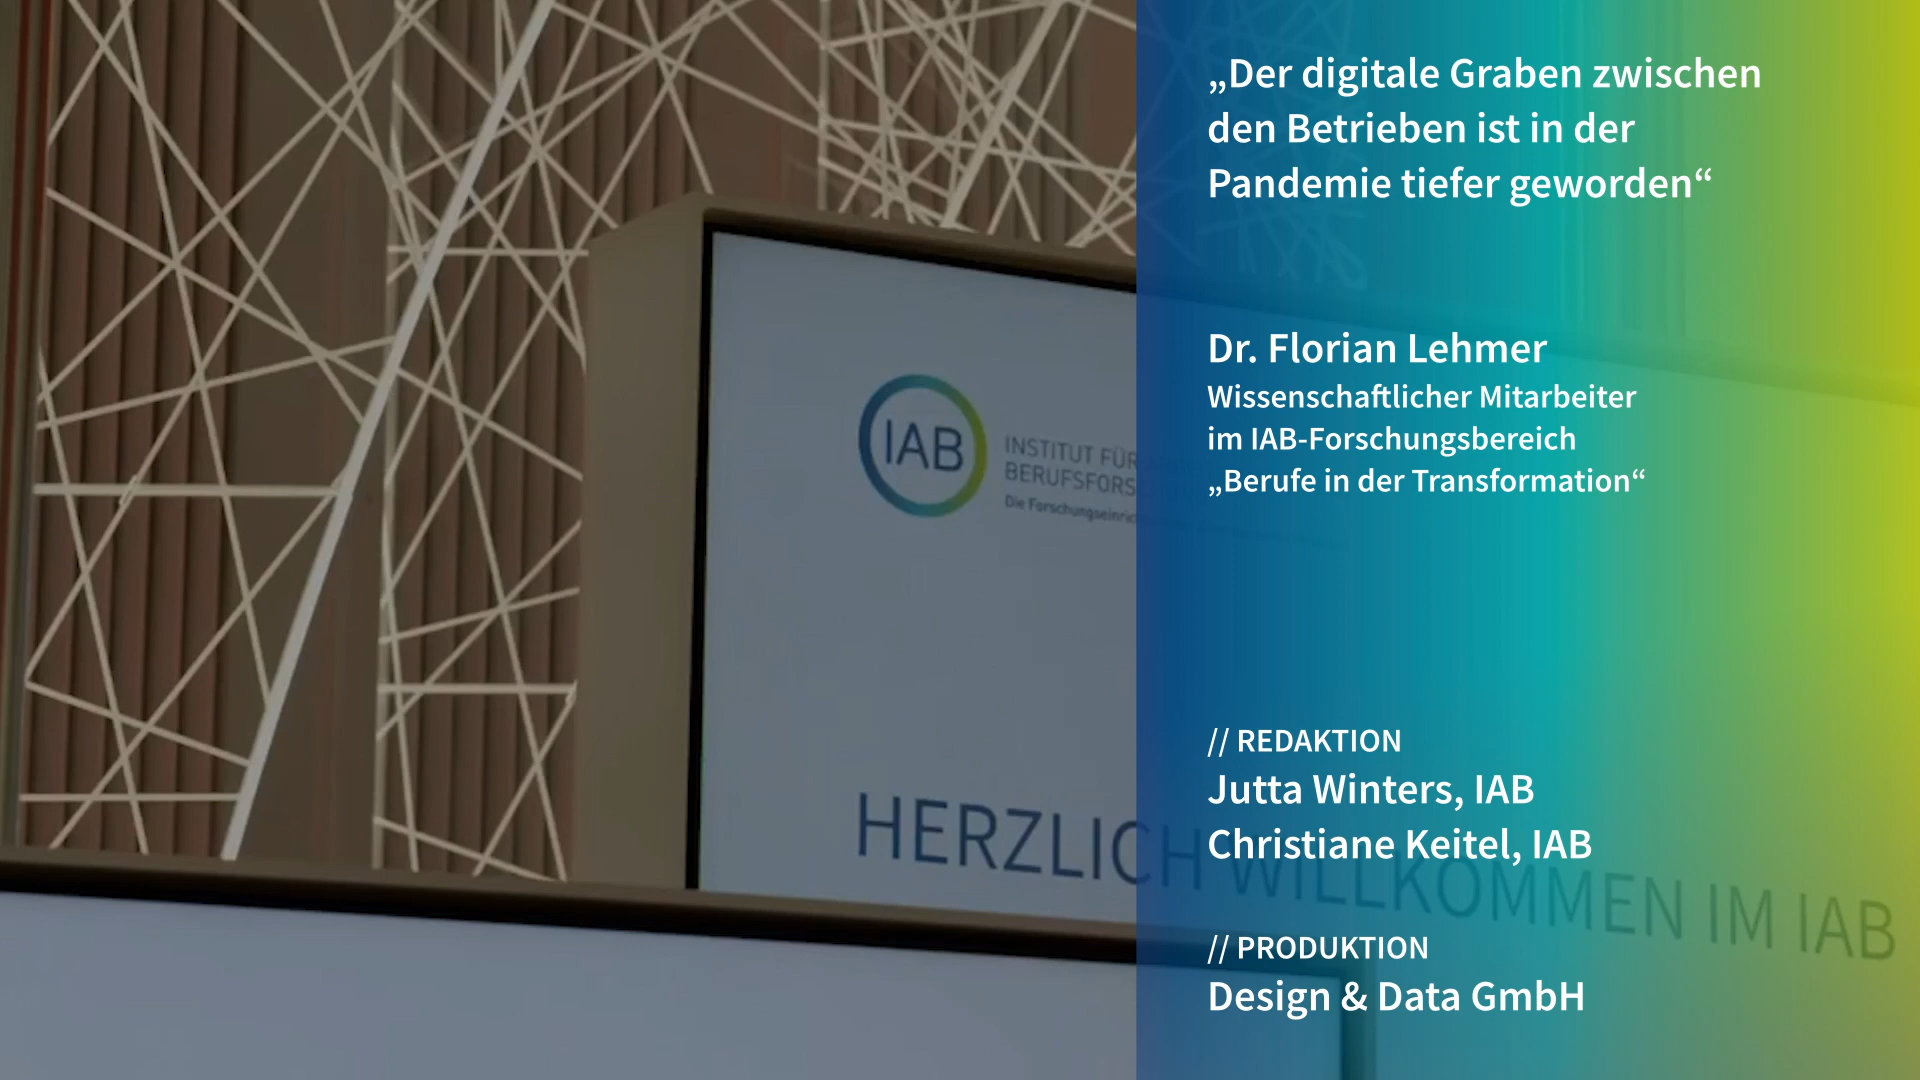 „Der digitale Graben zwischen
den Betrieben ist in der
Pandemie tiefer geworden“
Dr. Florian Lehmer
Wissenschaftlicher Mitarbeiter
im IAB-Forschungsbereich
„Berufe in der Transformation“
// REDAKTION
Jutta Winters, IAB
Christiane Keitel, IAB
// PRODUKTION
Design & Data GmbH
IAB
INSTITUT FÜR
BERUFSFORS
Die Forschungseinric
HERZLICH WILLKOMMEN IM IAB